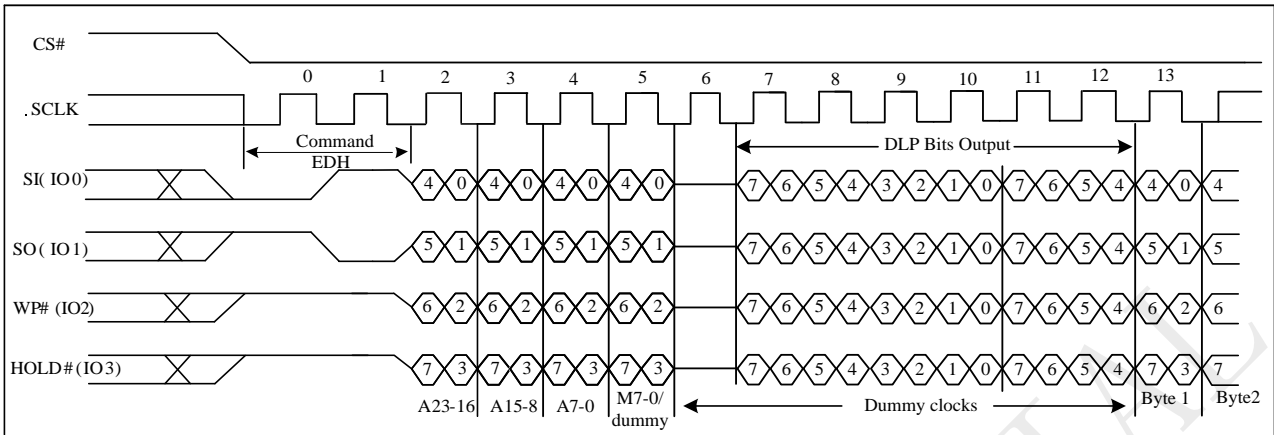 CS#
0 1 2 3 4 5 6 7 8 9 10 11 12 13
.SCLK
Command
EDH
DLP Bits Output
SI( IO0) 4 0 4 0 4 0 4 0 7 6 5 4 3 2 1 0 7 6 5 4 4 0 4
SO( IO1) 5 1 5 1 5 1 5 1 7 6 5 4 3 2 1 0 7 6 5 4 5 1 5
WP# (IO2) 6 2 6 2 6 2 6 2 7 6 5 4 3 2 1 0 7 6 5 4 6 2 6
HOLD# (IO3) 7 3 7 3 7 3 7 3 7 6 5 4 3 2 1 0 7 6 5 4 7 3 7
A23-16 A15-8 A7-0 M7-0/
dummy
Dummy clocks
Byte 1 Byte2